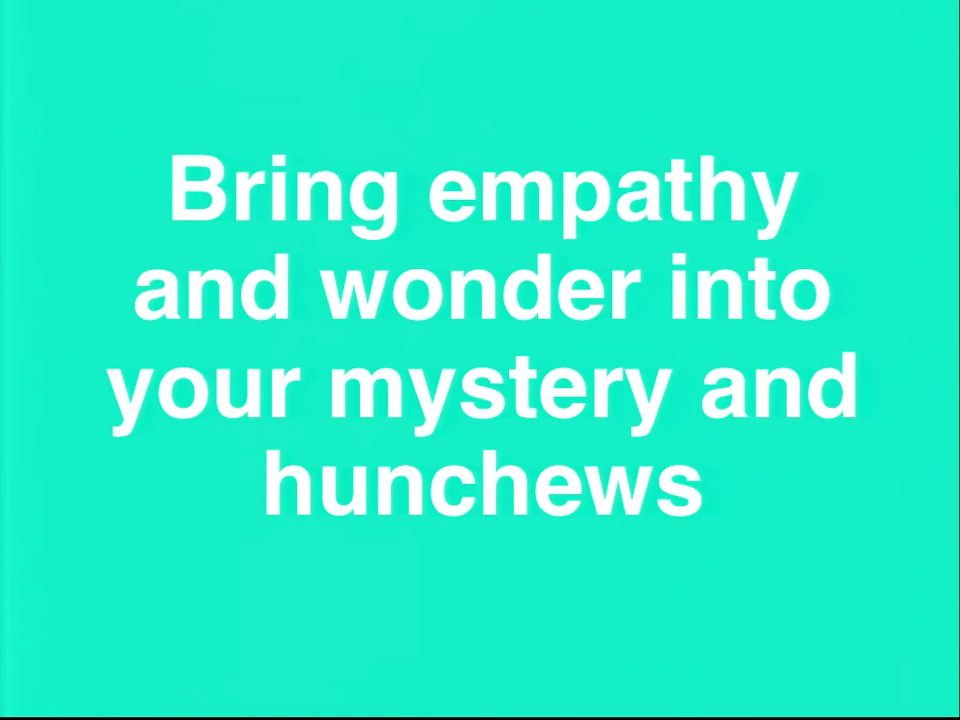 Bring empathy
and wonder into
your mystery and
hunchews